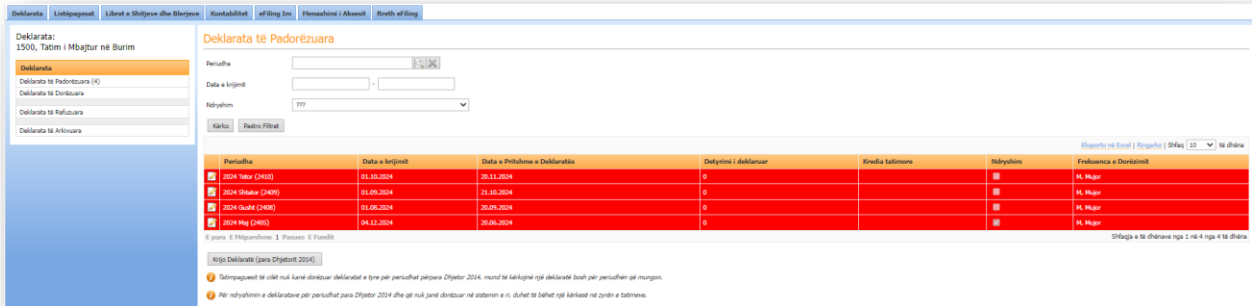 Deklarata Listëpagesat Librat e Shitjeve dhe Blerjeve Kontabilitet eFiling Im Menaxhimi i Aksesit Rreth eFiling
Deklarata:
1500, Tatim i Mbajtur në Burim
Deklarata
Deklarata të Padorëzuara (4)
Deklarata të Dorëzuara
Deklarata të Refuzuara
Deklarata të Arkivuara
Deklarata të Padorëzuara
Periudha
Data e krijimit -
Ndryshim ???
Kërko Pastro Filtrat
Eksporto në Excel | Ringarko | Shfaq 10 të dhëna
Periudha Data e krijimit Data e Pritshme e Deklaratës Detyrimi i deklaruar Kredia tatimore Ndryshim Frekuenca e Dorëzimit
2024 Tetor (2410) 01.10.2024 20.11.2024 0 M, Mujor
2024 Shtator (2409) 01.09.2024 21.10.2024 0 M, Mujor
2024 Gusht (2408) 01.08.2024 20.09.2024 0 M, Mujor
2024 Maj (2405) 04.12.2024 20.06.2024 0 M, Mujor
E para E Mëparshme 1 Pasues E Fundit Shfaqja e të dhënave nga 1 në 4 nga 4 të dhëna
Krijo Deklaratë (para Dhjetorit 2014)
Tatimpaguesit të cilët nuk kanë dorëzuar deklaratat e tyre për periudhat përpara Dhjetor 2014, mund të kërkojnë një deklaratë bosh për periudhën që mungon.
Për ndryshimin e deklaratave për periudhat para Dhjetor 2014 dhe që nuk janë dorëzuar në sistemin e ri, duhet të bëhet një kërkesë në zyrën e tatimeve.